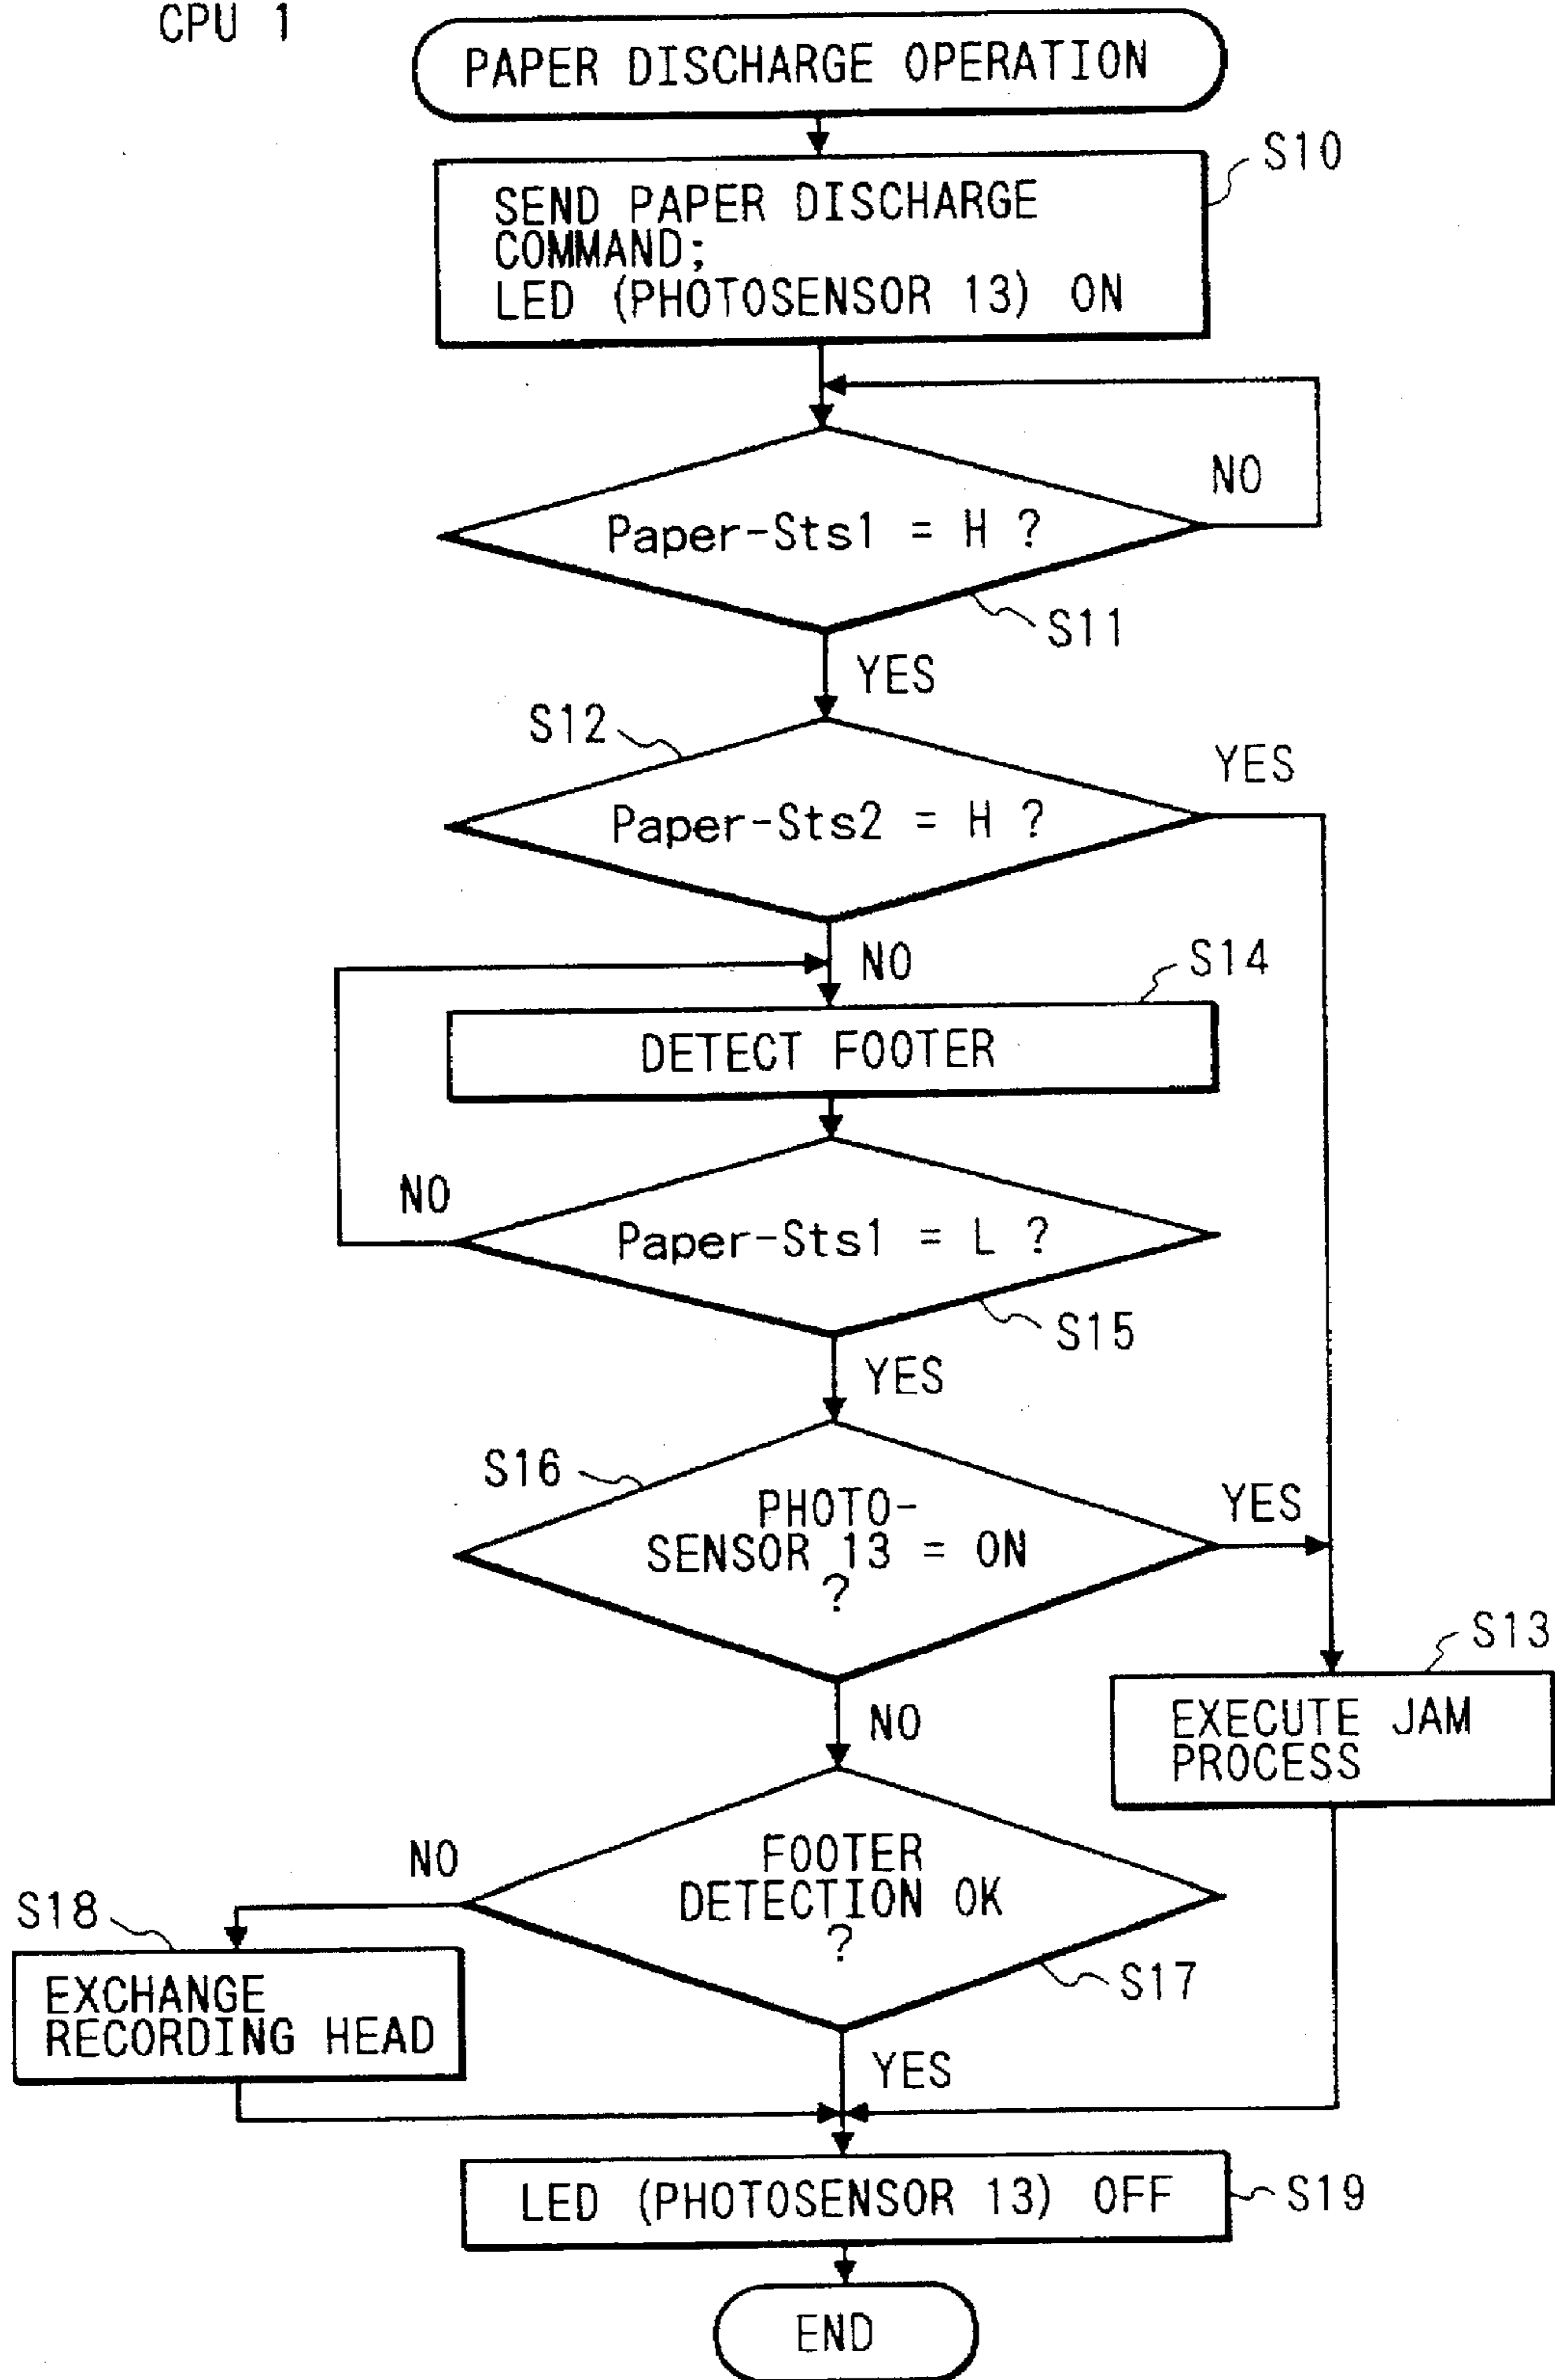 CPU 1
PAPER DISCHARGE OPERATION
S10
SEND PAPER DISCHARGE
COMMAND;
LED (PHOTOSENSOR 13) ON
NO
Paper-Sts1 = H ?
S11
YES
S12
YES
Paper-Sts2 = H ?
NO
S14
DETECT FOOTER
NO
Paper-Sts1 = L ?
S15
YES
S16
YES
PHOTO-
SENSOR 13 = ON
?
S13
EXECUTE JAM
PROCESS
NO
NO
FOOTER
DETECTION OK
?
S17
S18
EXCHANGE
RECORDING HEAD
YES
LED (PHOTOSENSOR 13) OFF
S19
END